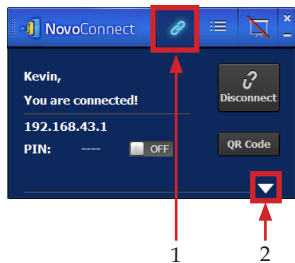 NovoConnect
Kevin,
You are connected!
Disconnect
192.168.43.1
PIN: ---- OFF
QR Code
1 2